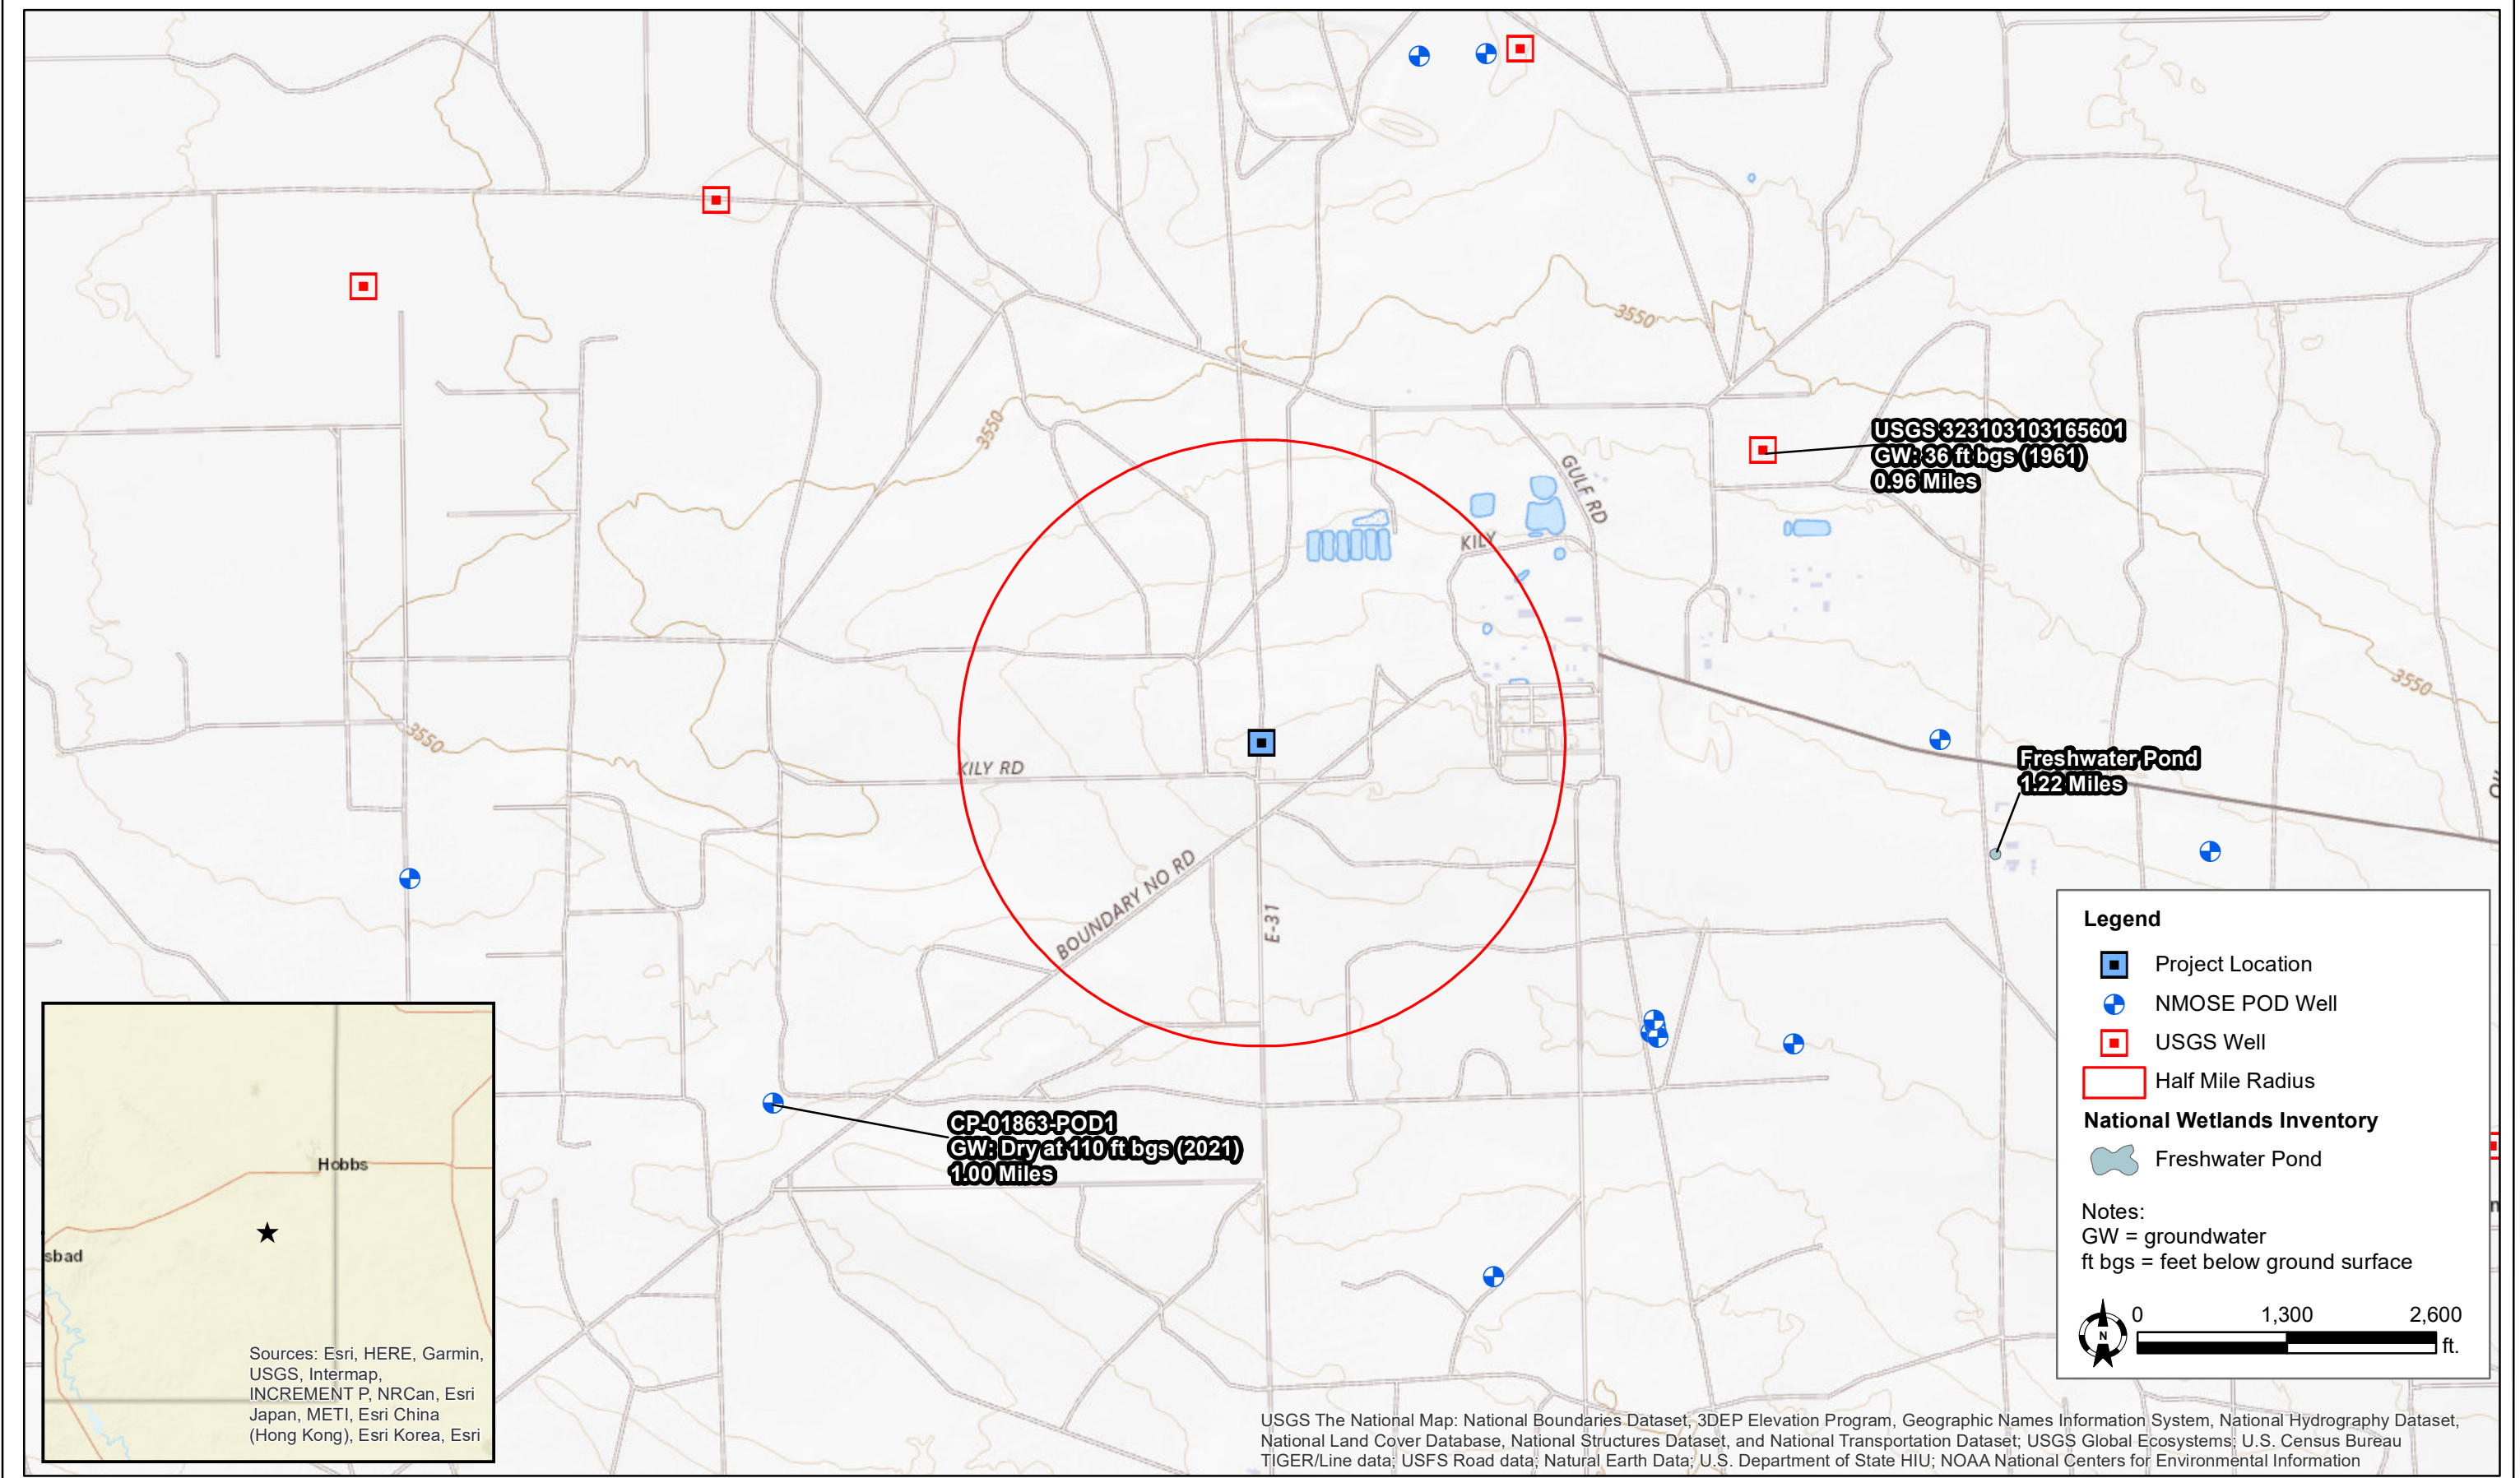 3550
3550
USGS 323103103165601
GW: 36 ft bgs (1961)
0.96 Miles
GULF RD
KILY
3550
3550
Freshwater Pond
1.22 Miles
KILY RD
BOUNDARY NO RD
E-31
CP-01863-POD1
GW: Dry at 110 ft bgs (2021)
1.00 Miles
Legend
Project Location
NMOSE POD Well
USGS Well
Half Mile Radius
National Wetlands Inventory
Freshwater Pond
Notes:
GW = groundwater
ft bgs = feet below ground surface
0 1,300 2,600
ft.
N
Hobbs
sbad
Sources: Esri, HERE, Garmin,
USGS, Intermap,
INCREMENT P, NRCan, Esri
Japan, METI, Esri China
(Hong Kong), Esri Korea, Esri
USGS The National Map: National Boundaries Dataset, 3DEP Elevation Program, Geographic Names Information System, National Hydrography Dataset,
National Land Cover Database, National Structures Dataset, and National Transportation Dataset; USGS Global Ecosystems; U.S. Census Bureau
TIGER/Line data; USFS Road data; Natural Earth Data; U.S. Department of State HIU; NOAA National Centers for Environmental Information